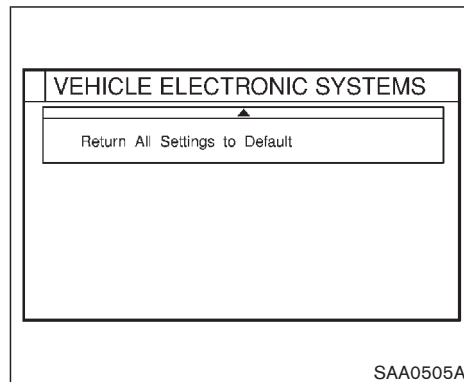 VEHICLE ELECTRONIC SYSTEMS
Return All Settings to Default
SAA0505A